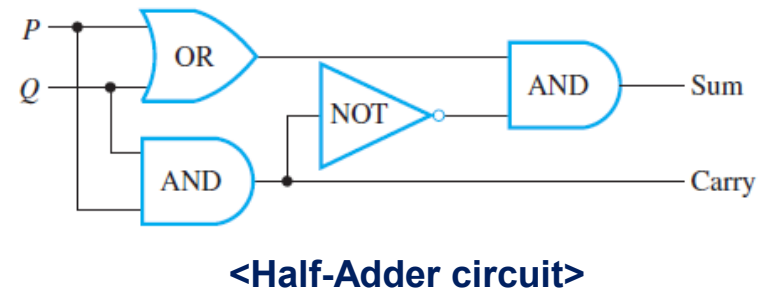 P
OR
Q
NOT
AND
Sum
AND
Carry
<Half-Adder circuit>